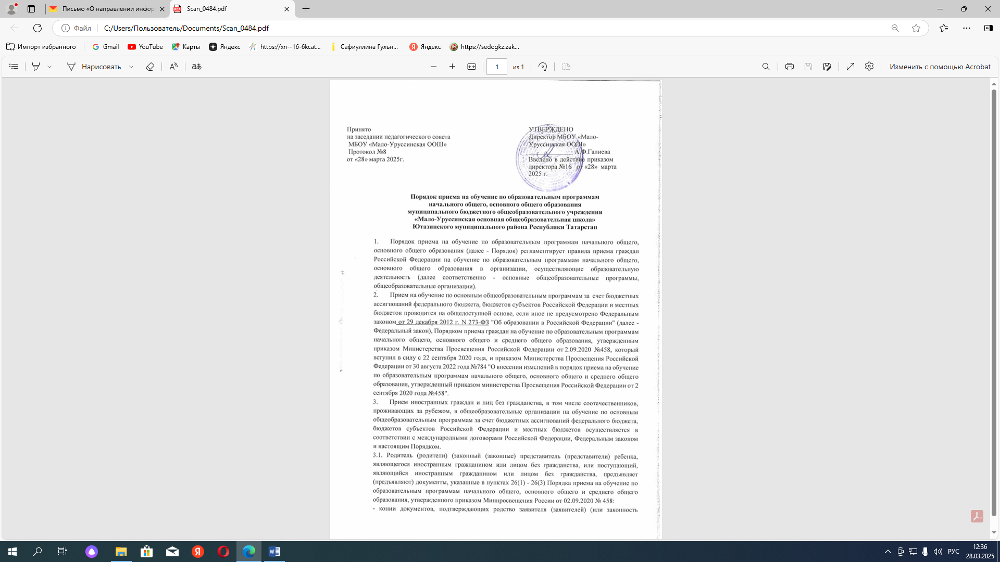 Письмо «О направлении инфор
Scan_0484.pdf
Файл
C:/Users/Пользователь/Documents/Scan_0484.pdf
Импорт избранного
Gmail
YouTube
Карты
Яндекс
https://xn--16-6kcat...
Сафиуллина Гульн...
Яндекс
https://sedogkz.zak...
Нарисовать
1
из 1
Изменить с помощью Acrobat
Принято
на заседании педагогического совета
МБОУ «Мало-Уруссинская ООШ»
Протокол №8
от «28» марта 2025г.
УТВЕРЖДЕНО
Директор МБОУ «Мало-
Уруссинская ООШ»
А.Ф.Галиева
Введено в действие приказом
директора №16 от «28» марта
2025 г.
Порядок приема на обучение по образовательным программам
начального общего, основного общего образования
муниципального бюджетного общеобразовательного учреждения
«Мало-Уруссинская основная общеобразовательная школа»
Ютазинского муниципального района Республики Татарстан
1. Порядок приема на обучение по образовательным программам начального общего,
основного общего образования (далее - Порядок) регламентирует правила приема граждан
Российской Федерации на обучение по образовательным программам начального общего,
основного общего образования в организации, осуществляющие образовательную
деятельность (далее соответственно - основные общеобразовательные программы,
общеобразовательные организации).
2. Прием на обучение по основным общеобразовательным программам за счет бюджетных
ассигнований федерального бюджета, бюджетов субъектов Российской Федерации и местных
бюджетов проводится на общедоступной основе, если иное не предусмотрено Федеральным
законом от 29 декабря 2012 г. N 273-ФЗ "Об образовании в Российской Федерации" (далее -
Федеральный закон), Порядком приема граждан на обучение по образовательным программам
начального общего, основного общего и среднего общего образования, утвержденным
приказом Министерства Просвещения Российской Федерации от 2.09.2020 №458, который
вступил в силу с 22 сентября 2020 года, и приказом Министерства Просвещения Российской
Федерации от 30 августа 2022 года №784 "О внесении изменений в порядок приема на обучение
по образовательным программам начального общего, основного общего и среднего общего
образования, утвержденный приказом министерства Просвещения Российской Федерации от 2
сентября 2020 года №458".
3. Прием иностранных граждан и лиц без гражданства, в том числе соотечественников,
проживающих за рубежом, в общеобразовательные организации на обучение по основным
общеобразовательным программам за счет бюджетных ассигнований федерального бюджета,
бюджетов субъектов Российской Федерации и местных бюджетов осуществляется в
соответствии с международными договорами Российской Федерации, Федеральным законом
и настоящим Порядком.
3.1. Родитель (родители) (законный (законные) представитель (представители) ребенка,
являющегося иностранным гражданином или лицом без гражданства, или поступающий,
являющийся иностранным гражданином или лицом без гражданства, предъявляет
(предъявляют) документы, указанные в пунктах 26(1) - 26(3) Порядка приема на обучение по
образовательным программам начального общего, основного общего и среднего общего
образования, утвержденного приказом Минпросвещения России от 02.09.2020 № 458:
- копии документов, подтверждающих родство заявителя (заявителей) (или законность
РУС
12:36
28.03.2025